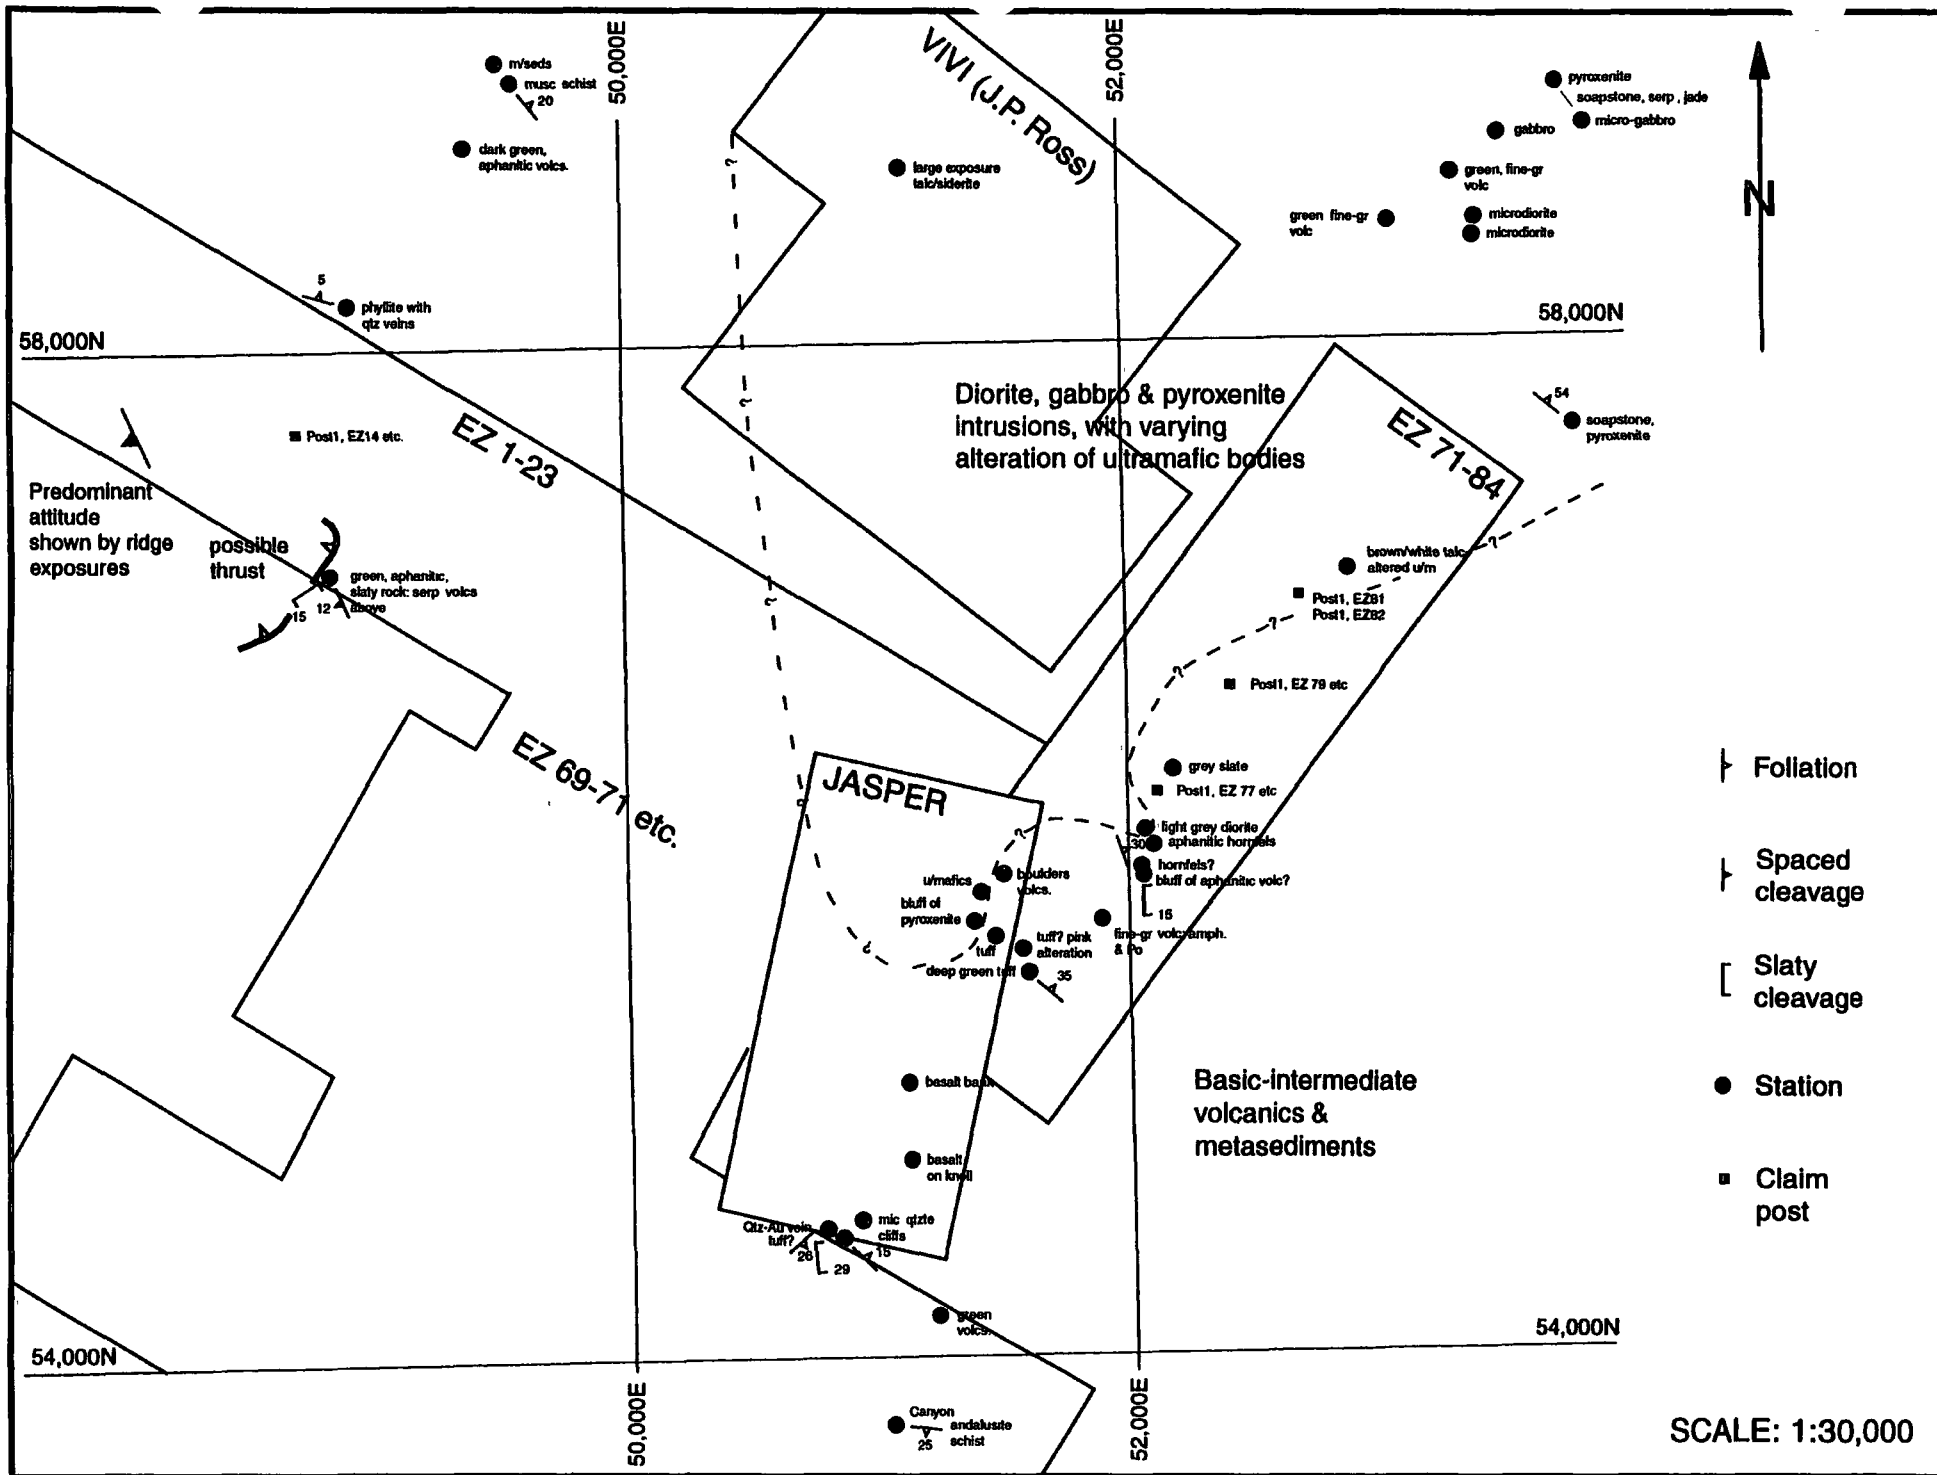 m/seds
musc schist
20
dark green,
aphanitic volcs.
50,000E
VIVI (J.P. Ross)
52,000E
large exposure
talc/siderite
pyroxenite
soapstone, serp, jade
micro-gabbro
gabbro
green, fine-gr
volc
green fine-gr
volc
microdiorite
microdiorite
N
5
phyllite with
qtz veins
58,000N
58,000N
Post1, EZ14 etc.
EZ 1-23
Diorite, gabbro & pyroxenite
intrusions, with varying
alteration of ultramafic bodies
EZ 71-84
54
soapstone,
pyroxenite
Predominant
attitude
shown by ridge
exposures
possible
thrust
green, aphanitic,
slaty rock: serp volcs
above
15
12
brown/white talc
altered u/m
Post1, EZ81
Post1, EZ82
Post1, EZ 79 etc
EZ 69-71 etc.
JASPER
grey slate
Post1, EZ 77 etc
light grey diorite
aphanitic hornfels
30
hornfels?
bluff of aphanitic volc?
15
u/mafics
boulders
volcs.
bluff of
pyroxenite
tuff
tuff? pink
alteration
fine-gr volc: amph.
& Po
deep green tuff
35
basalt bank
basalt
on knoll
Basic-intermediate
volcanics &
metasediments
Qtz-Au vein
tuff?
mic qtzte
cliffs
26
15
29
green
volcs.
54,000N
54,000N
50,000E
52,000E
Canyon
andalusite
schist
25
Foliation
Spaced
cleavage
Slaty
cleavage
Station
Claim
post
SCALE: 1:30,000
? ? ? ? ? ? ? ? ? ?